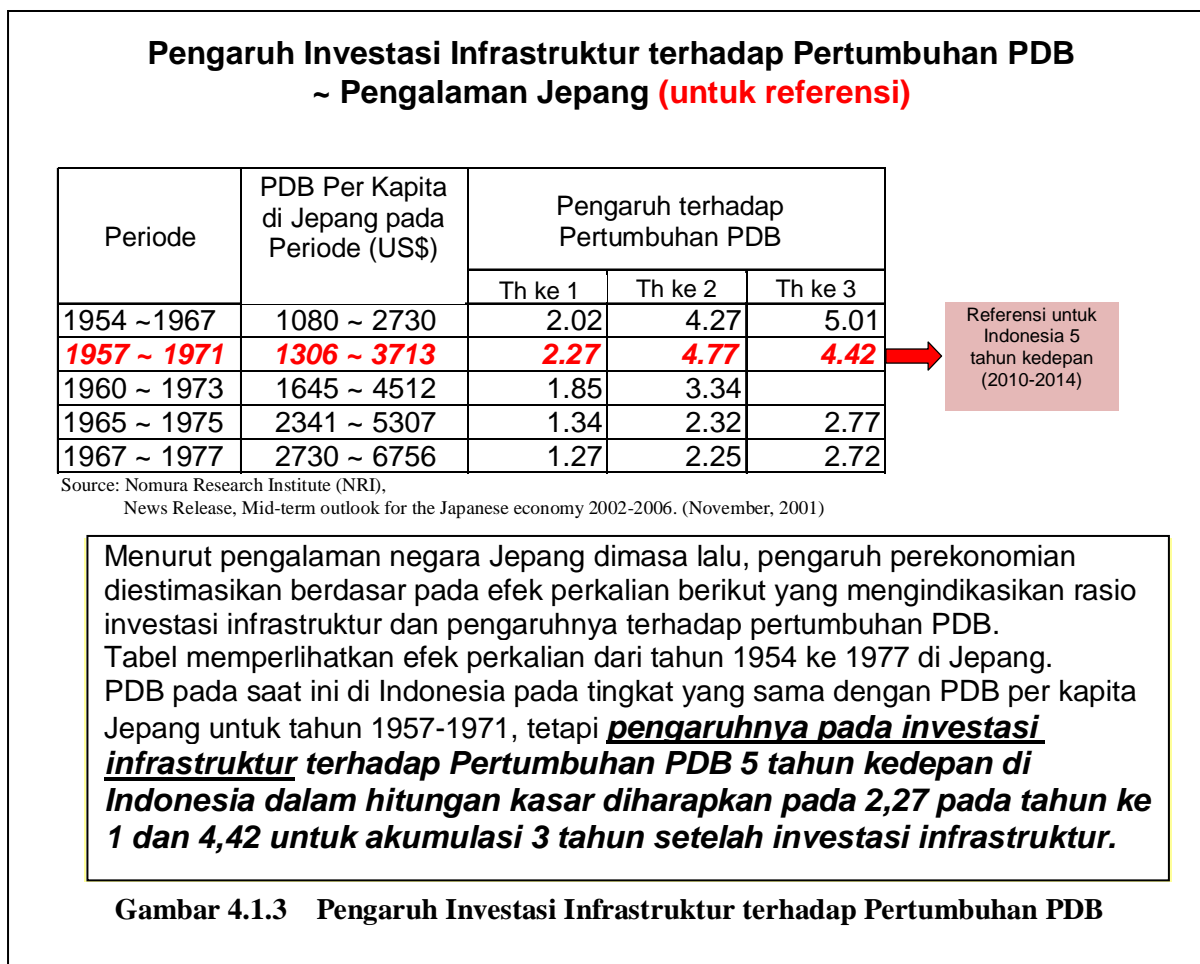 Pengaruh Investasi Infrastruktur terhadap Pertumbuhan PDB
~ Pengalaman Jepang (untuk referensi)
Periode
PDB Per Kapita
di Jepang pada
Periode (US$)
Pengaruh terhadap
Pertumbuhan PDB
Th ke 1 Th ke 2 Th ke 3
1954 ~1967 1080 ~ 2730 2.02 4.27 5.01
1957 ~ 1971 1306 ~ 3713 2.27 4.77 4.42
1960 ~ 1973 1645 ~ 4512 1.85 3.34
1965 ~ 1975 2341 ~ 5307 1.34 2.32 2.77
1967 ~ 1977 2730 ~ 6756 1.27 2.25 2.72
Referensi untuk
Indonesia 5
tahun kedepan
(2010-2014)
Source: Nomura Research Institute (NRI),
News Release, Mid-term outlook for the Japanese economy 2002-2006. (November, 2001)
Menurut pengalaman negara Jepang dimasa lalu, pengaruh perekonomian
diestimasikan berdasar pada efek perkalian berikut yang mengindikasikan rasio
investasi infrastruktur dan pengaruhnya terhadap pertumbuhan PDB.
Tabel memperlihatkan efek perkalian dari tahun 1954 ke 1977 di Jepang.
PDB pada saat ini di Indonesia pada tingkat yang sama dengan PDB per kapita
Jepang untuk tahun 1957-1971, tetapi pengaruhnya pada investasi
infrastruktur terhadap Pertumbuhan PDB 5 tahun kedepan di
Indonesia dalam hitungan kasar diharapkan pada 2,27 pada tahun ke
1 dan 4,42 untuk akumulasi 3 tahun setelah investasi infrastruktur.
Gambar 4.1.3 Pengaruh Investasi Infrastruktur terhadap Pertumbuhan PDB